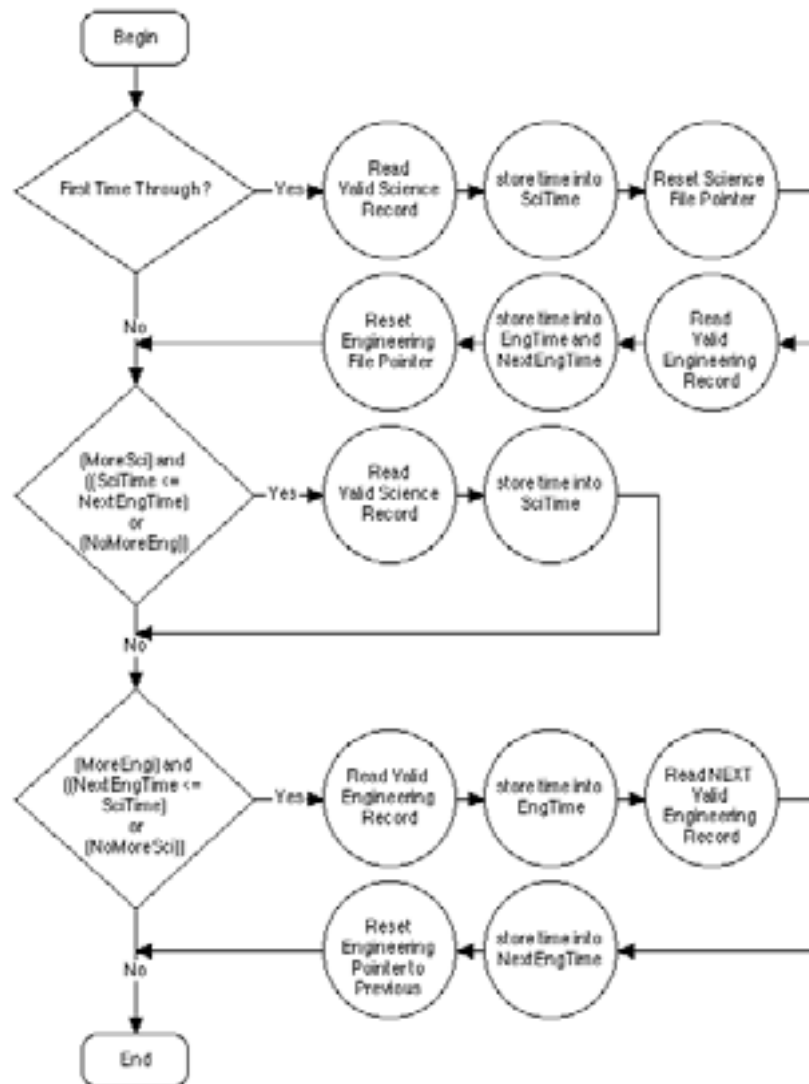 Begin
First Time Through ?
Yes
Read
Valid Science
Record
store time into
SciTime
Reset Science
File Pointer
No
Reset
Engineering
File Pointer
store time into
EngTime and
NextEngTime
Read
Valid
Engineering
Record
(MoreSci) and
((SciTime <=
NextEngTime)
or
(NoMoreEng))
Yes
Read
Valid Science
Record
store time into
SciTime
No
(MoreEng) and
((NextEngTime <=
SciTime)
or
(NoMoreSci))
Yes
Read Valid
Engineering
Record
store time into
EngTime
Read NEXT
Valid
Engineering
Record
No
Reset
Engineering
Pointer to
Previous
store time into
NextEngTime
End